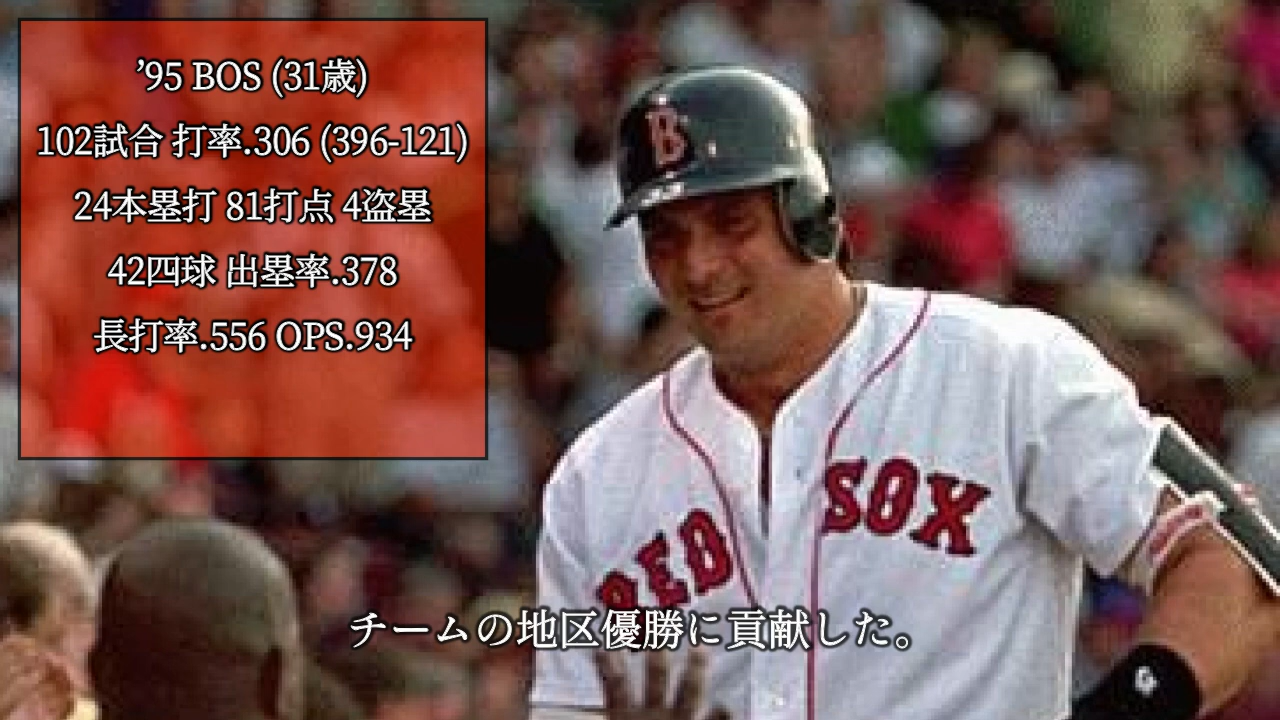 ’95 BOS (31歳)
102試合 打率.306 (396-121)
24本塁打 81打点 4盗塁
42四球 出塁率.378
長打率.556 OPS.934
B
RED SOX
チームの地区優勝に貢献した。
G